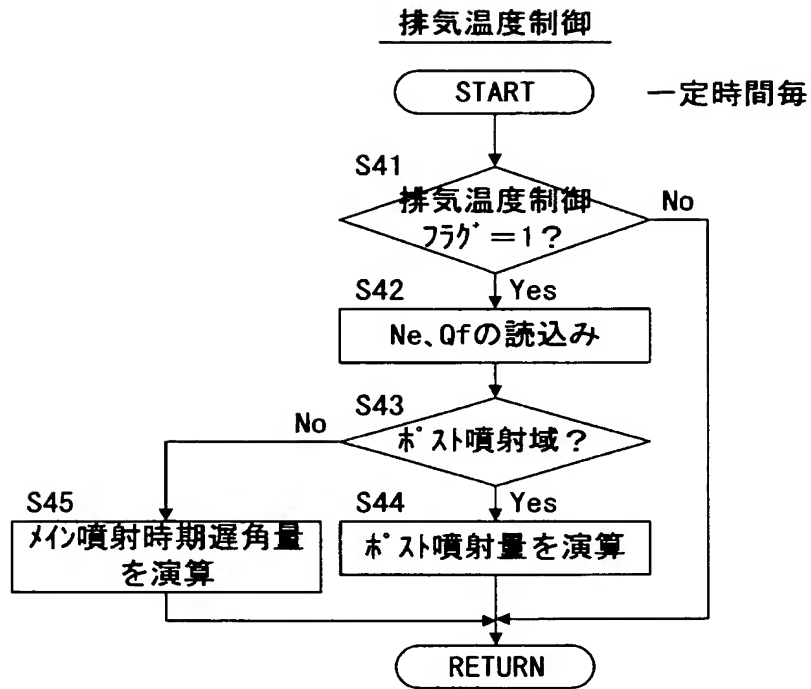 排気温度制御
START
一定時間毎
S41
排気温度制御
ﾌﾗｸﾞ＝1？
No
S42
Yes
Ne、Qfの読込み
S43
No
ﾎﾟｽﾄ噴射域？
S45
S44
Yes
ﾒｲﾝ噴射時期遅角量
を演算
ﾎﾟｽﾄ噴射量を演算
RETURN